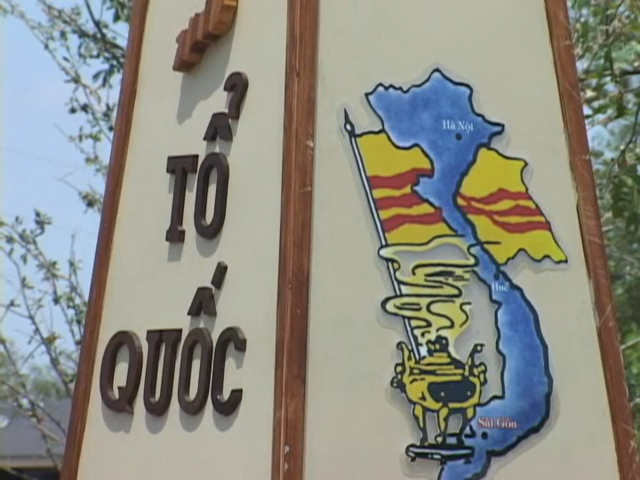 TỔ
QUỐC
Hà Nội
Huế
Sài Gòn